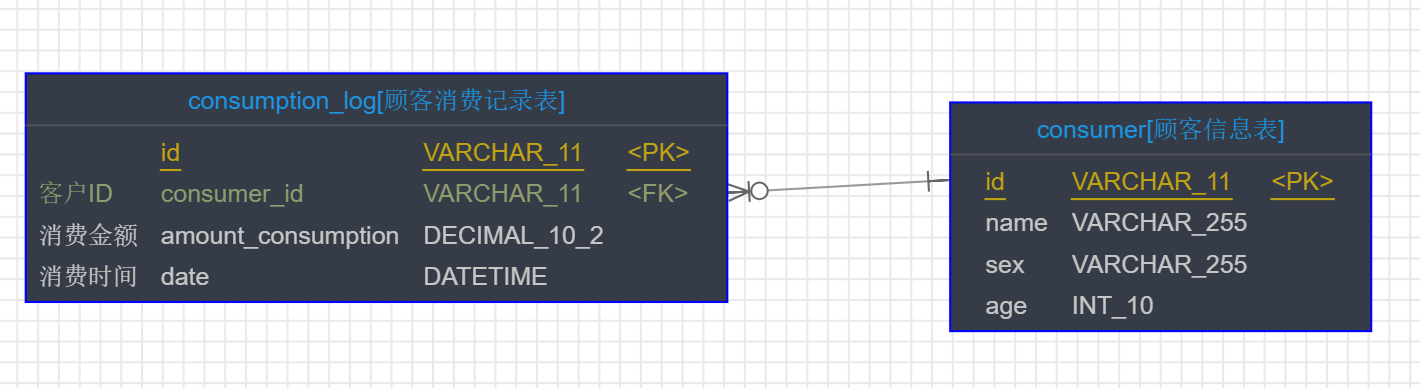 consumption_log[顾客消费记录表]
id VARCHAR_11 <PK>
客户ID consumer_id VARCHAR_11 <FK>
消费金额 amount_consumption DECIMAL_10_2
消费时间 date DATETIME
consumer[顾客信息表]
id VARCHAR_11 <PK>
name VARCHAR_255
sex VARCHAR_255
age INT_10